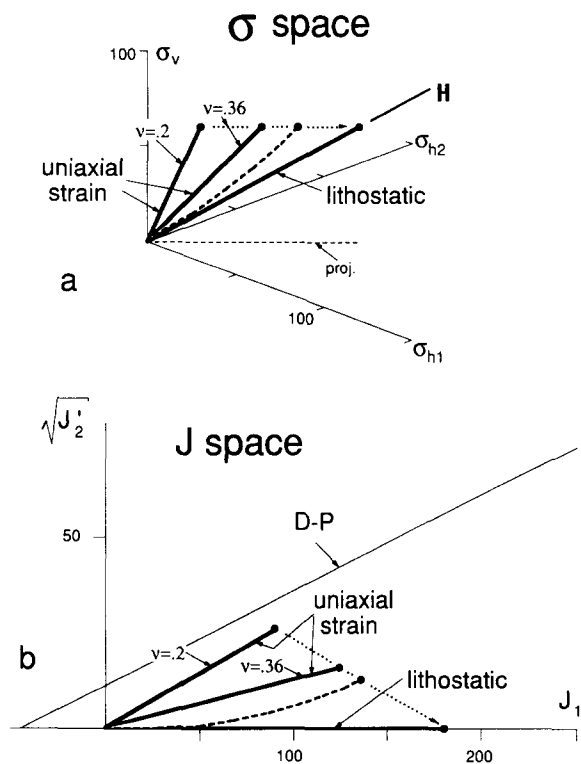 σ space
100
σv
H
ν=.2
ν=.36
σh2
uniaxial
strain
lithostatic
proj.
a
100
σh1
√J2'
J space
D-P
50
uniaxial
strain
ν=.2
b
ν=.36
lithostatic
J1
100
200